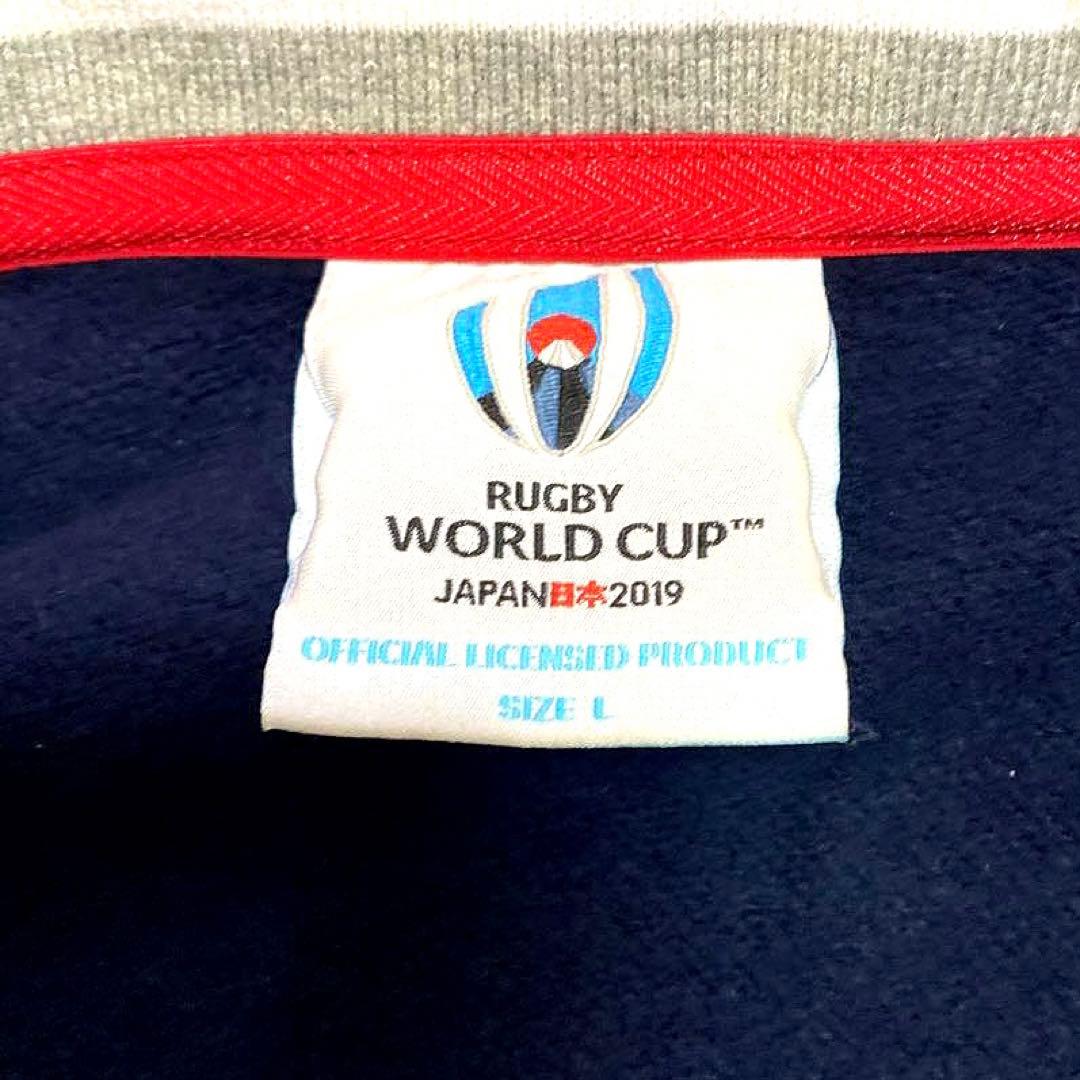 RUGBY
WORLD CUP™
JAPAN日本2019
OFFICIAL LICENSED PRODUCT
SIZE L